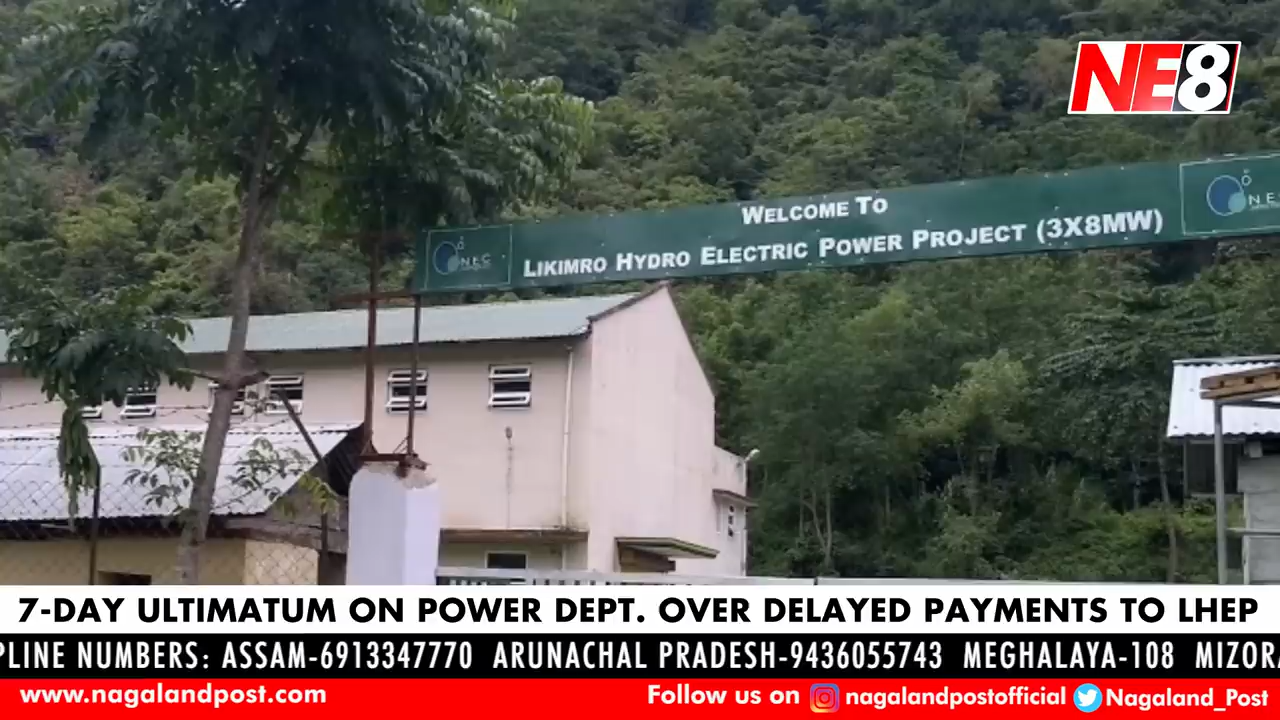 NE8
WELCOME TO
LIKIMRO HYDRO ELECTRIC POWER PROJECT (3X8MW)
NEC
NE
7-DAY ULTIMATUM ON POWER DEPT. OVER DELAYED PAYMENTS TO LHEP
PLINE NUMBERS: ASSAM-6913347770 ARUNACHAL PRADESH-9436055743 MEGHALAYA-108 MIZORA
www.nagalandpost.com
Follow us on nagalandpostofficial Nagaland_Post